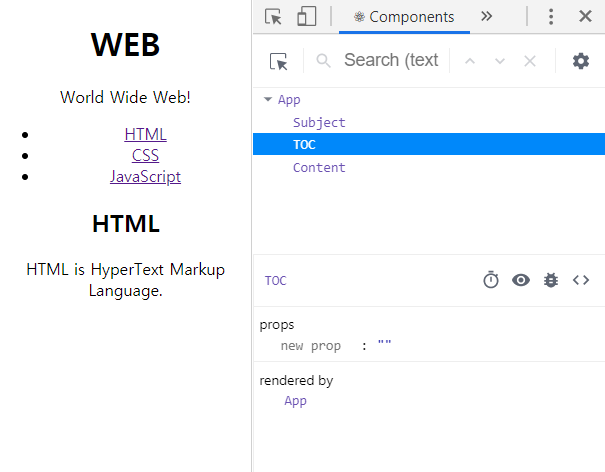 WEB
World Wide Web!
HTML
CSS
JavaScript
HTML
HTML is HyperText Markup
Language.
Components
Search (text
App
Subject
TOC
Content
TOC
props
new prop : ""
rendered by
App